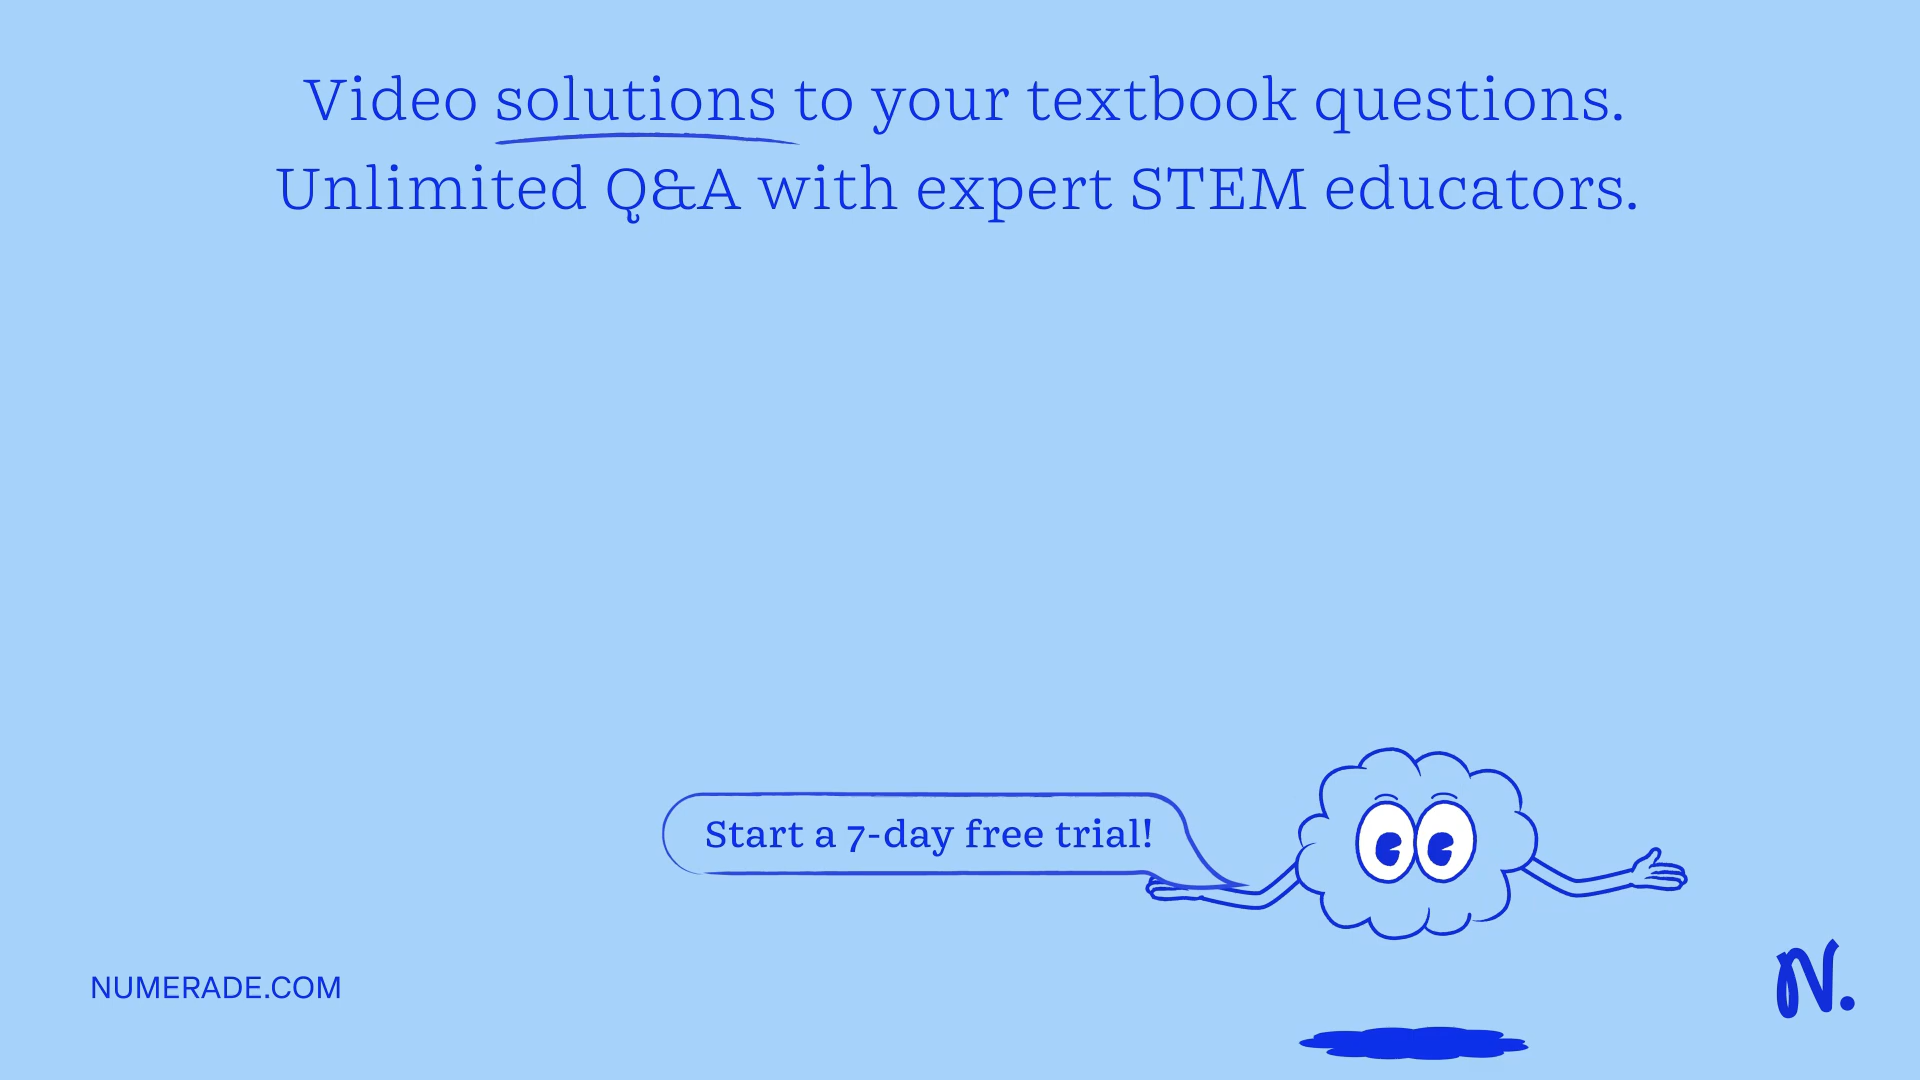 Video solutions to your textbook questions.
Unlimited Q&A with expert STEM educators.
Start a 7-day free trial!
NUMERADE.COM
N.